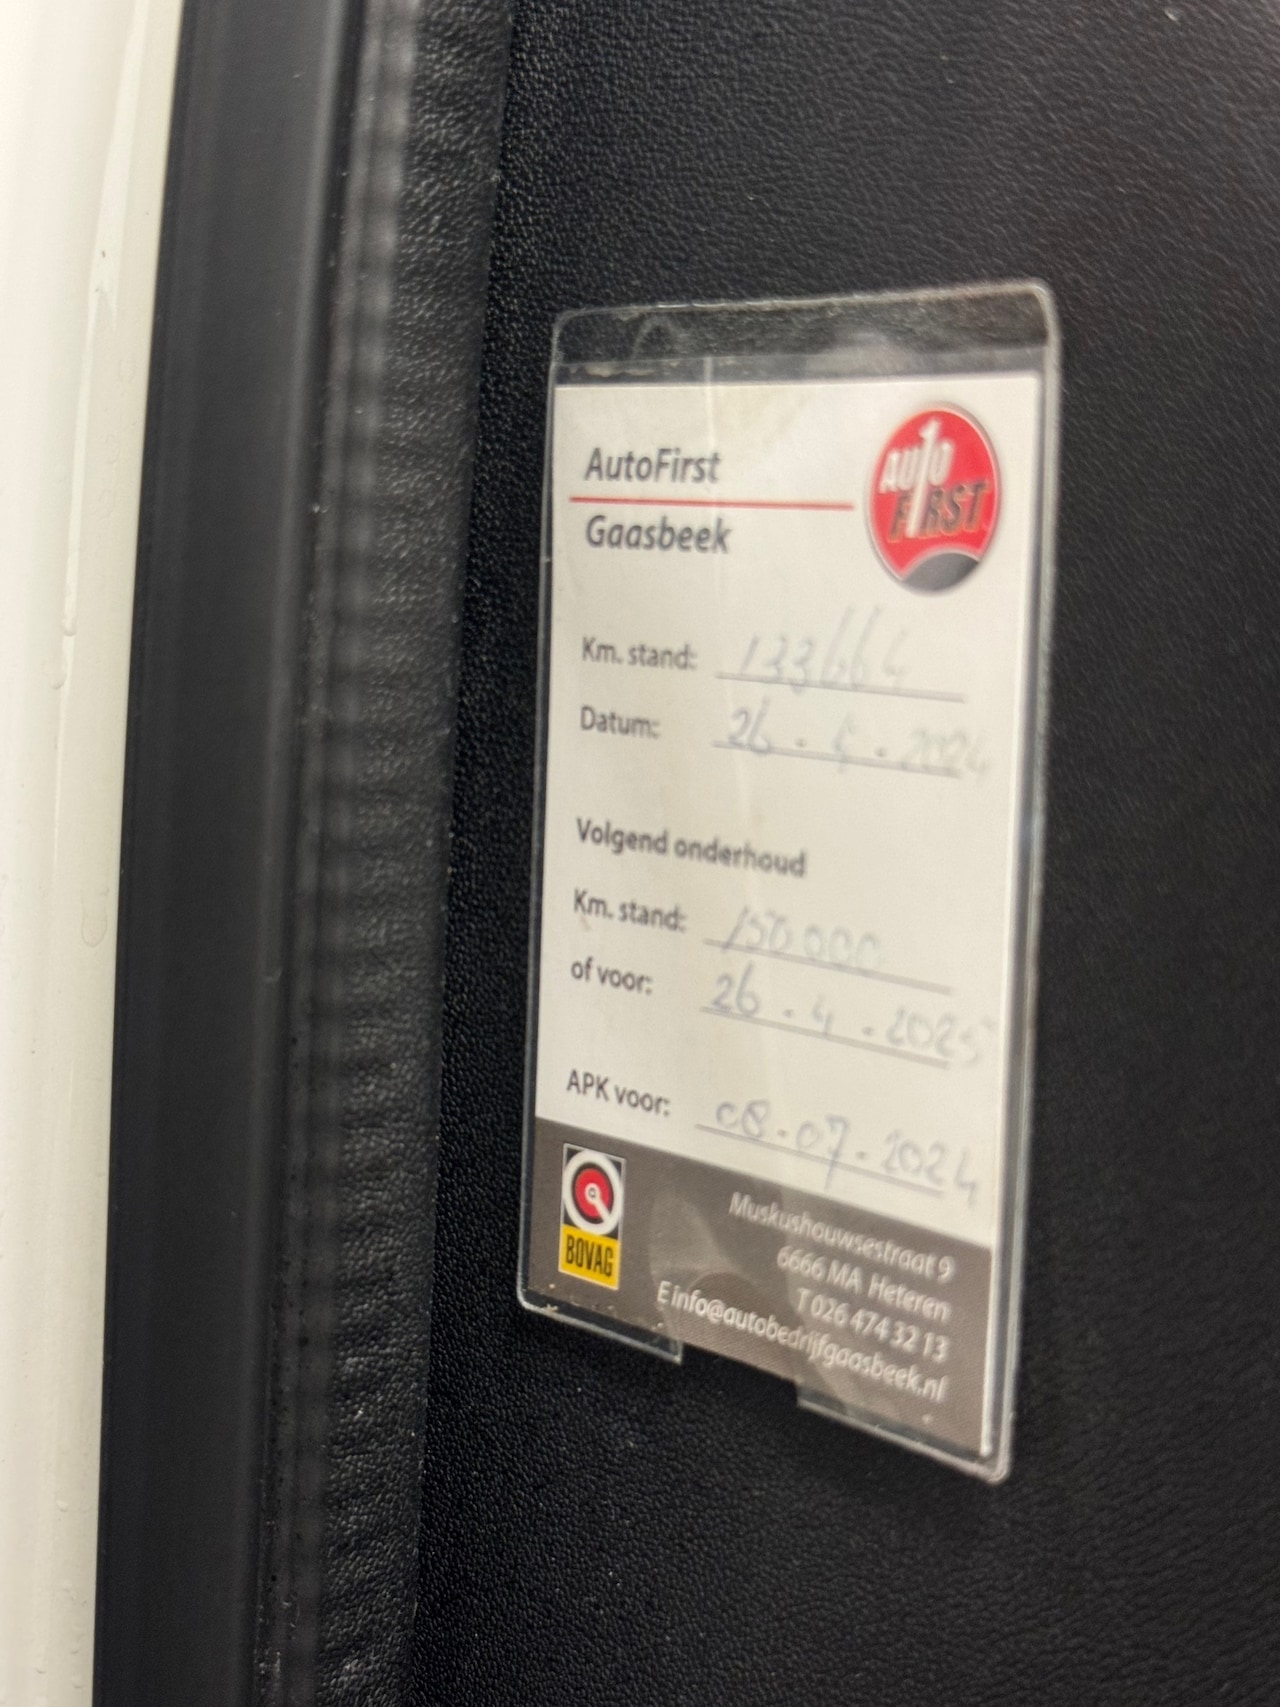 AutoFirst
Gaasbeek
AUTO
FIRST
Km. stand: 133664
Datum: 26 . 4 . 2024
Volgend onderhoud
Km. stand: 150 000
of voor: 26 . 4 . 2025
APK voor: 08 . 07 . 2024
BOVAG
Muskushouwsestraat 9
6666 MA Heteren
T 026 474 32 13
E info@autobedrijfgaasbeek.nl